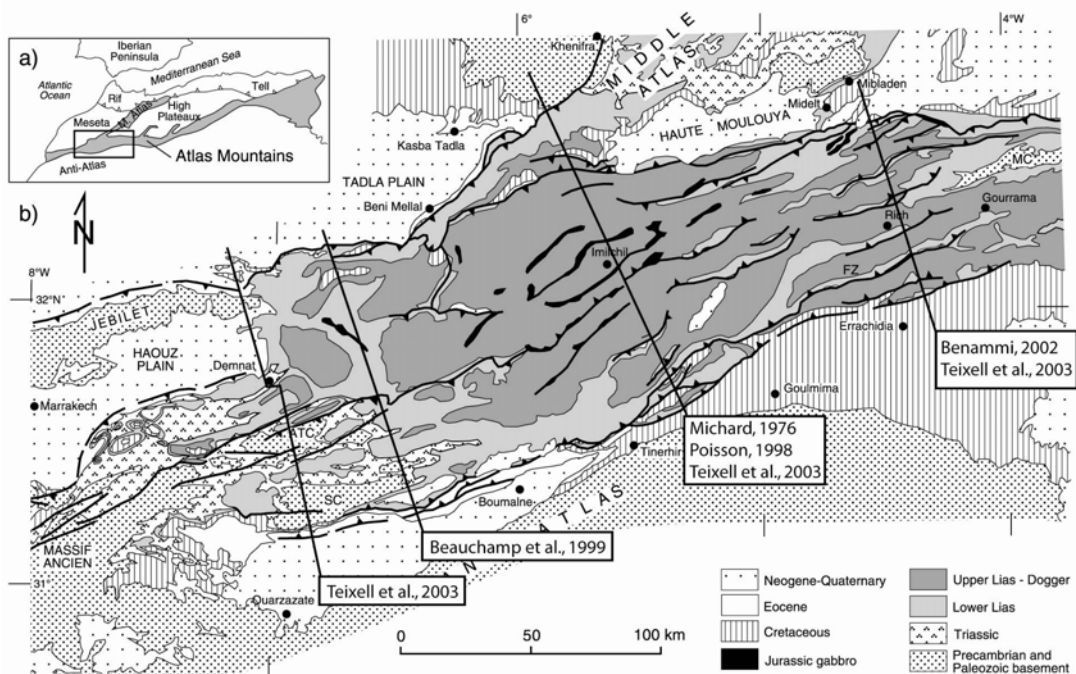 a)
Iberian
Peninsula
Atlantic
Ocean
Mediterranean Sea
Rif
Tell
M. Atlas
High
Plateaux
Meseta
Atlas Mountains
Anti-Atlas
b)
N
6°
4°W
8°W
32°N
31°
Khenifra
MIDDLE
ATLAS
Mibladen
Midelt
HAUTE MOULOUYA
Kasba Tadla
TADLA PLAIN
Beni Mellal
MC
Gourrama
Rich
Imilchil
FZ
JEBILET
HAOUZ
PLAIN
Errachidia
Demnat
Goulmima
Marrakech
ATC
Tinerhir
SC
Boumalne
MASSIF
ANCIEN
Ouarzazate
ATLAS
Benammi, 2002
Teixell et al., 2003
Michard, 1976
Poisson, 1998
Teixell et al., 2003
Beauchamp et al., 1999
Teixell et al., 2003
0 50 100 km
Neogene-Quaternary
Eocene
Cretaceous
Jurassic gabbro
Upper Lias - Dogger
Lower Lias
Triassic
Precambrian and
Paleozoic basement